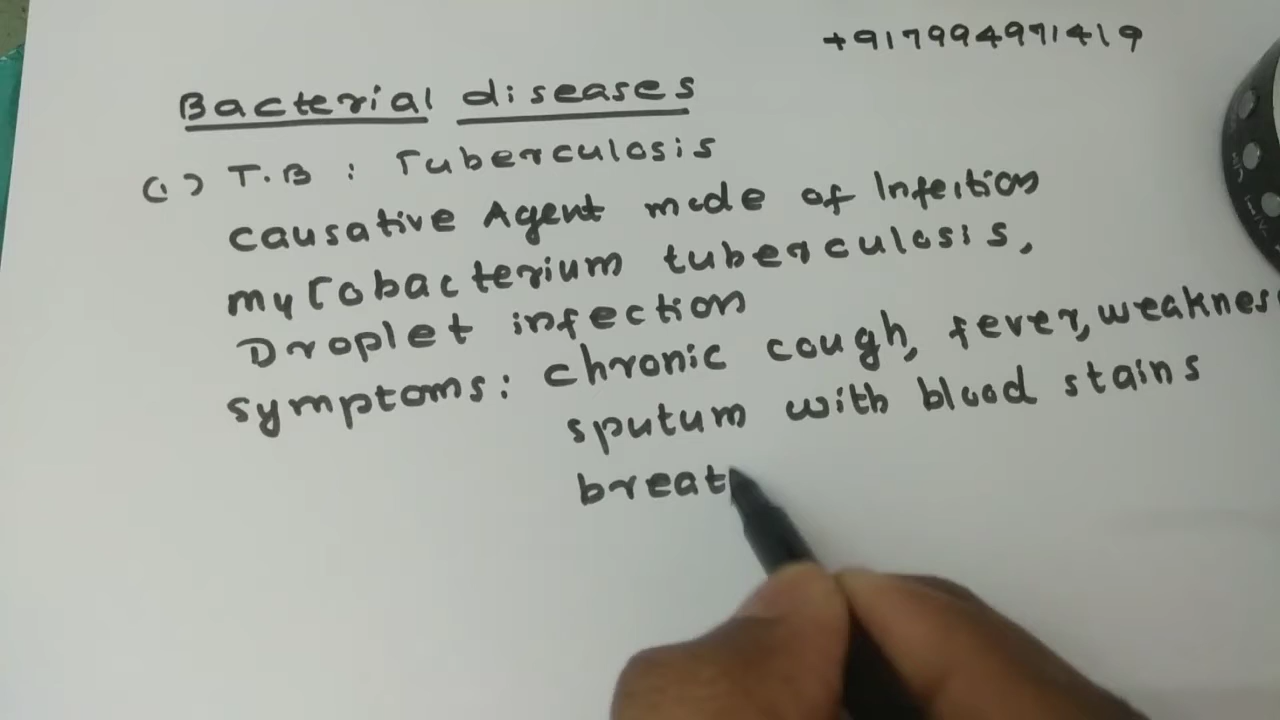 +917994971419
Bacterial diseases
(1) T.B : Tuberculosis
causative Agent mode of Infection
mycobacterium tuberculosis,
Droplet infection
symptoms: chronic cough, fever, weaknes
sputum with blood stains
breat